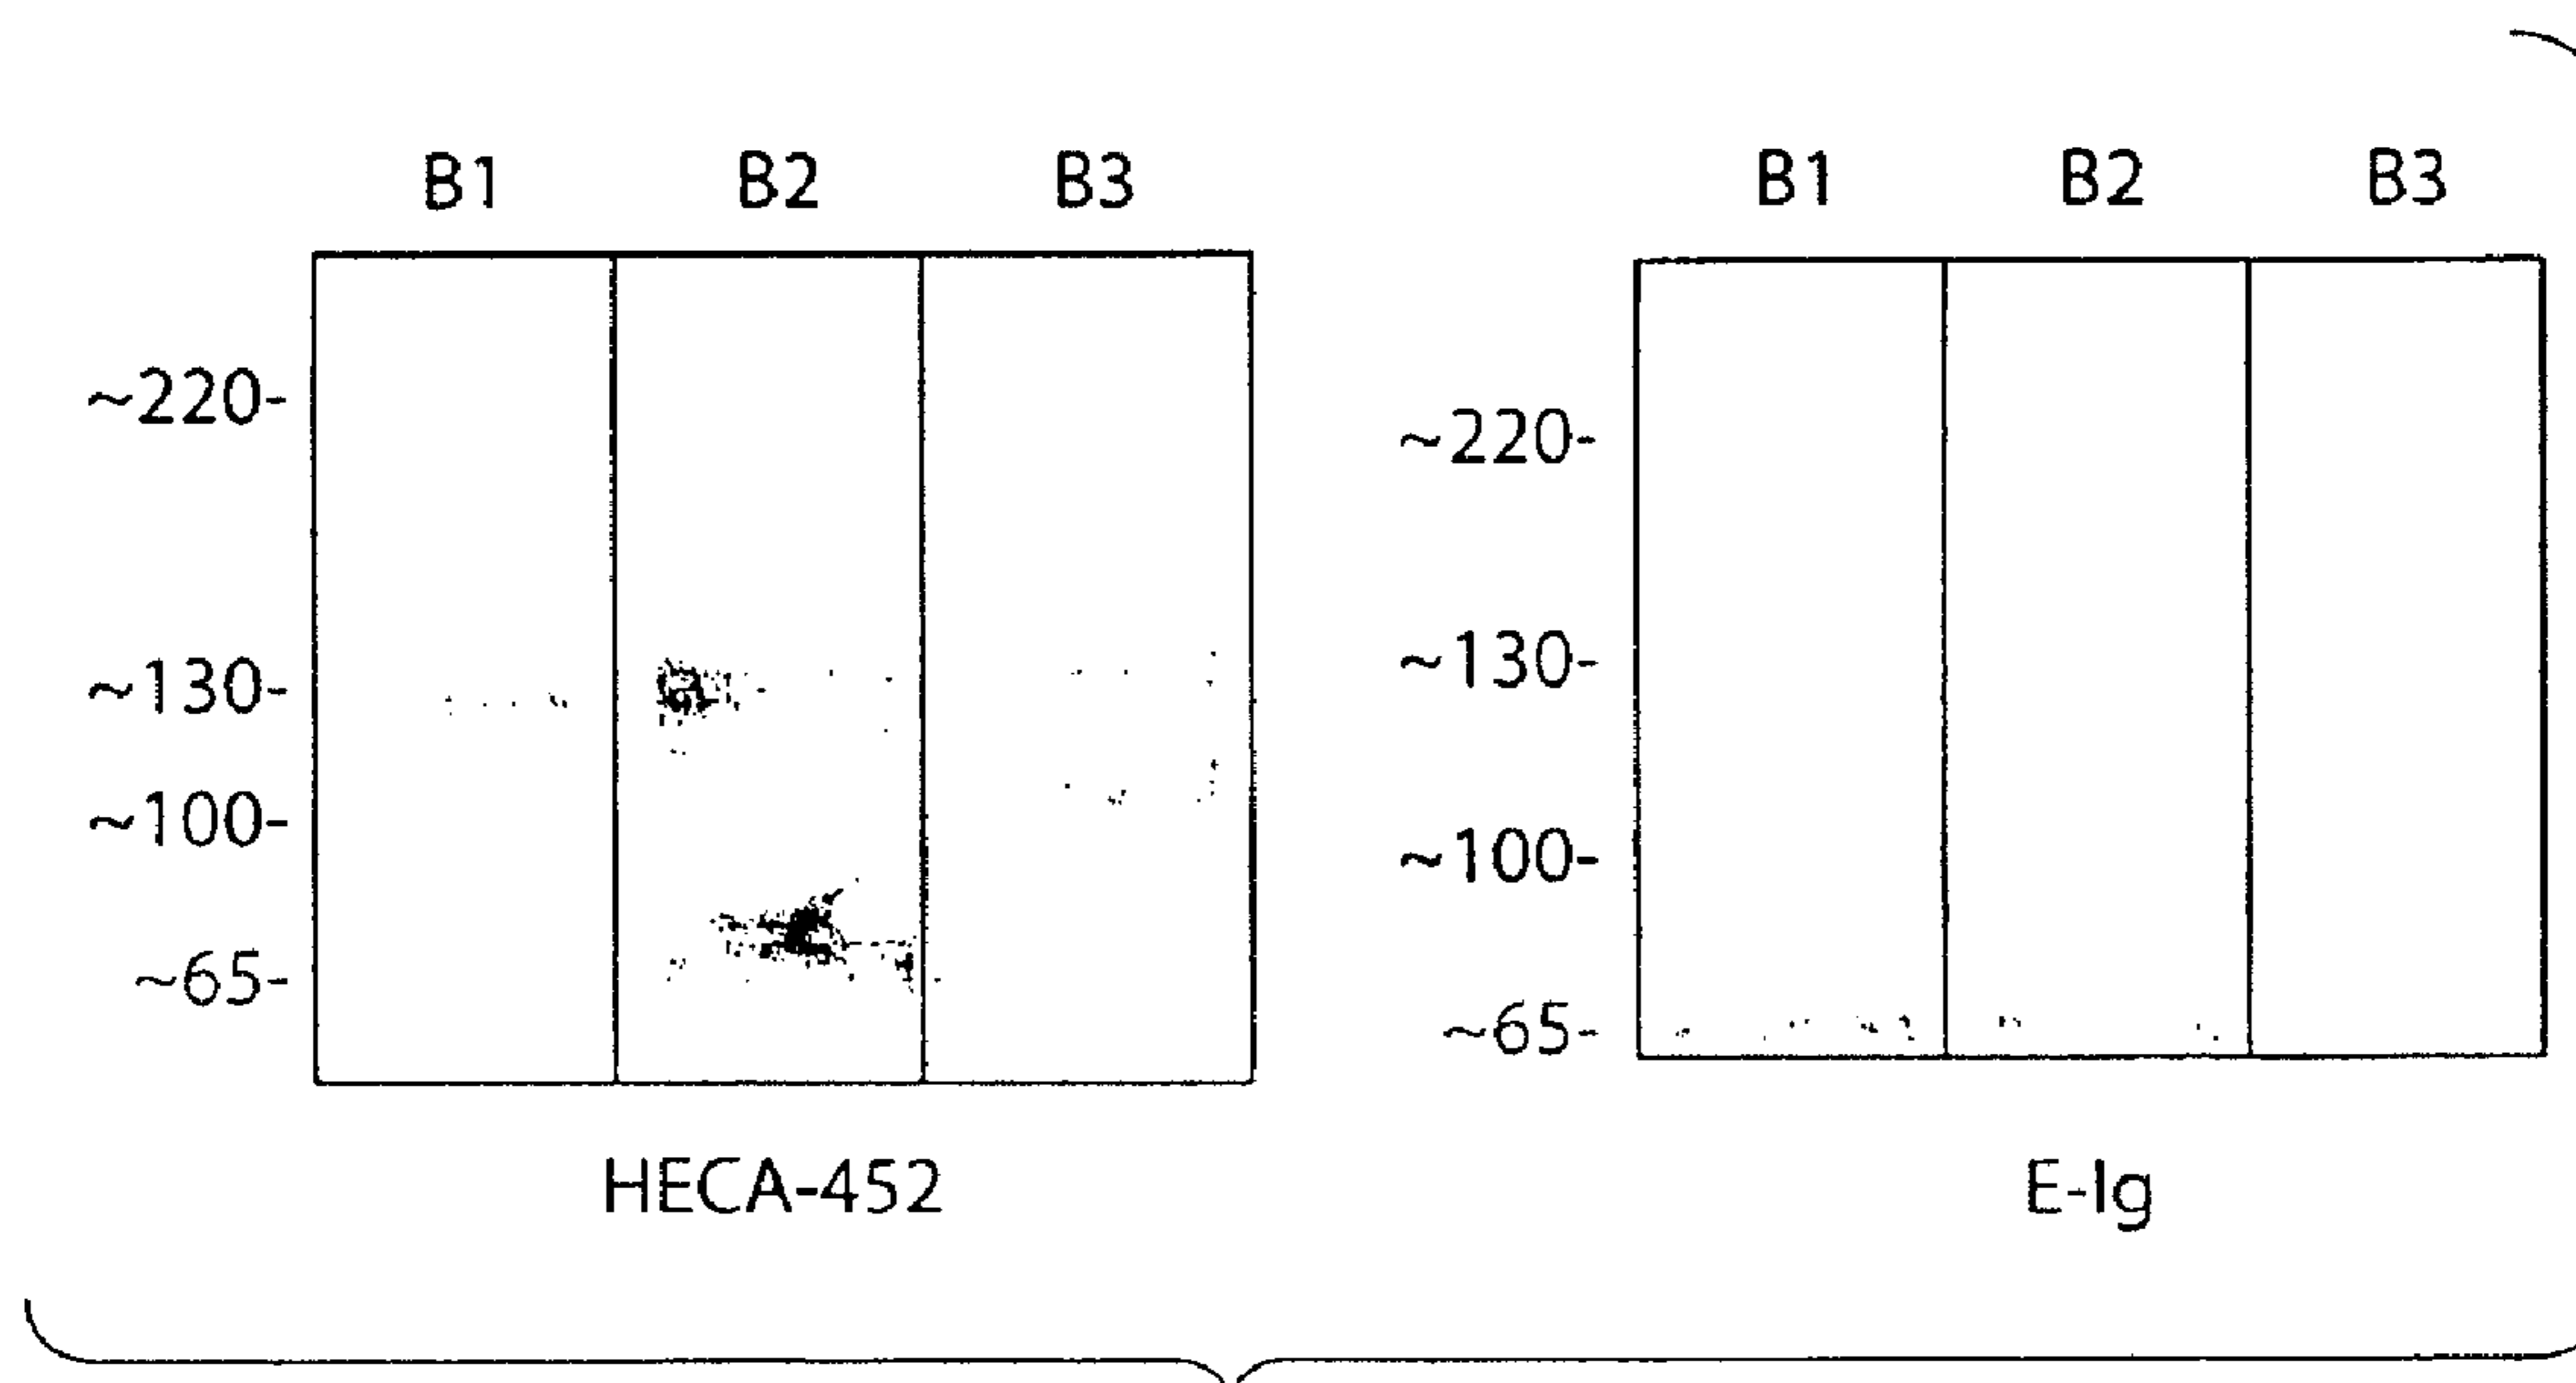 B1 B2 B3
~220-
~130-
~100-
~65-
HECA-452
B1 B2 B3
~220-
~130-
~100-
~65-
E-Ig